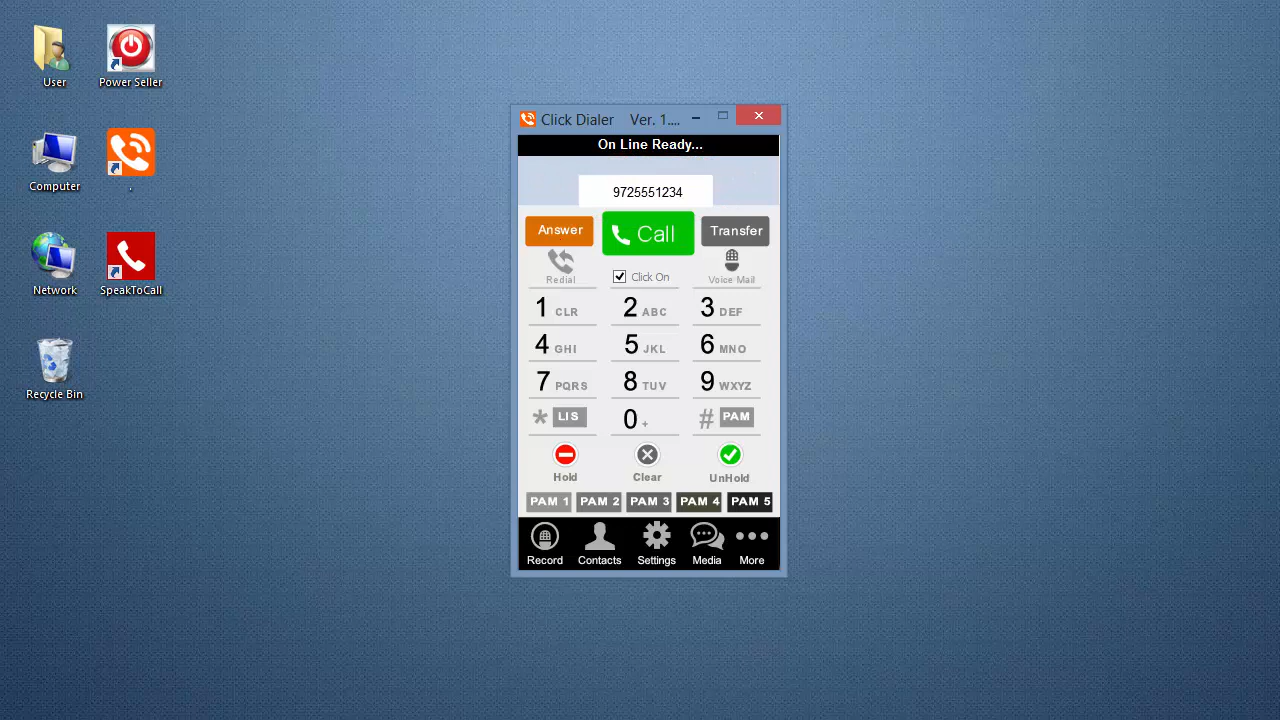 User
Power Seller
Computer
.
Network
SpeakToCall
Recycle Bin
Click Dialer Ver. 1....
On Line Ready...
9725551234
Answer
Call
Transfer
Redial
Click On
Voice Mail
1 CLR
2 ABC
3 DEF
4 GHI
5 JKL
6 MNO
7 PQRS
8 TUV
9 WXYZ
* LIS
0 +
# PAM
Hold
Clear
UnHold
PAM 1
PAM 2
PAM 3
PAM 4
PAM 5
Record
Contacts
Settings
Media
More